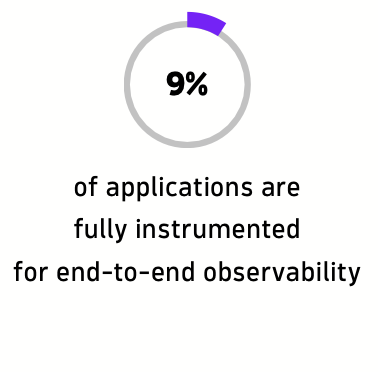 9%
of applications are
fully instrumented
for end-to-end observability